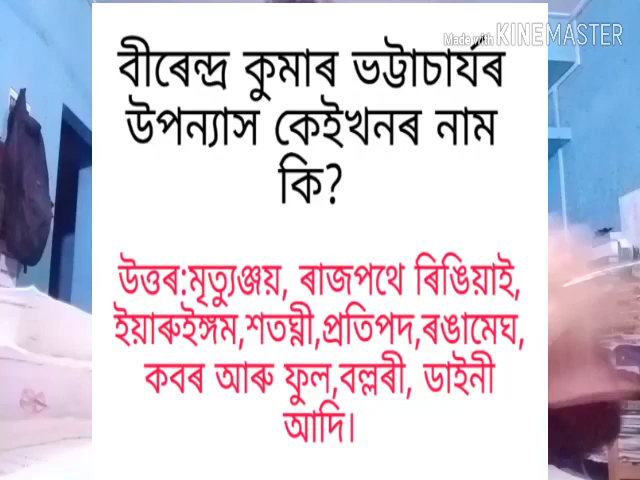 Made with KINEMASTER
বীৰেন্দ্ৰ কুমাৰ ভট্টাচাৰ্যৰ
উপন্যাস কেইখনৰ নাম
কি?
উত্তৰ:মৃত্যুঞ্জয়, ৰাজপথে ৰিঙিয়াই,
ইয়াৰুইঙ্গম,শতঘ্নী,প্ৰতিপদ,ৰঙামেঘ,
কবৰ আৰু ফুল,বল্লৰী, ডাইনী
আদি।